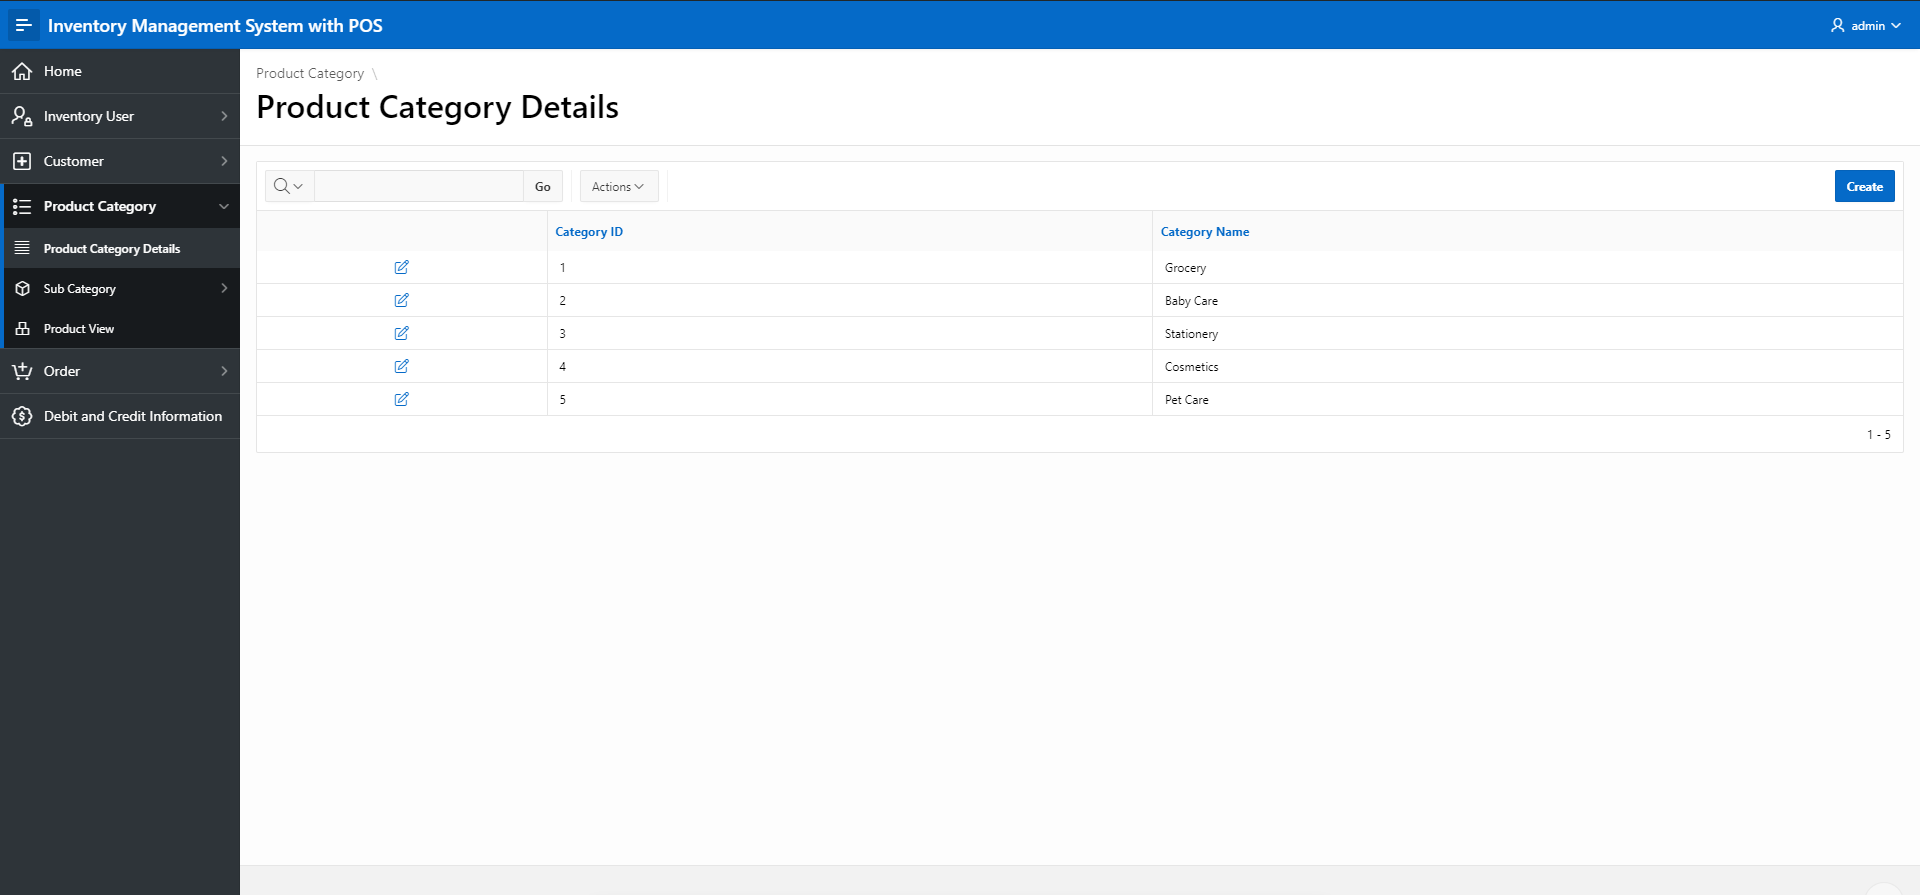 Inventory Management System with POS
admin
Home
Inventory User
Customer
Product Category
Product Category Details
Sub Category
Product View
Order
Debit and Credit Information
Product Category \
Product Category Details
Go
Actions
Create
Category ID Category Name
1 Grocery
2 Baby Care
3 Stationery
4 Cosmetics
5 Pet Care
1 - 5